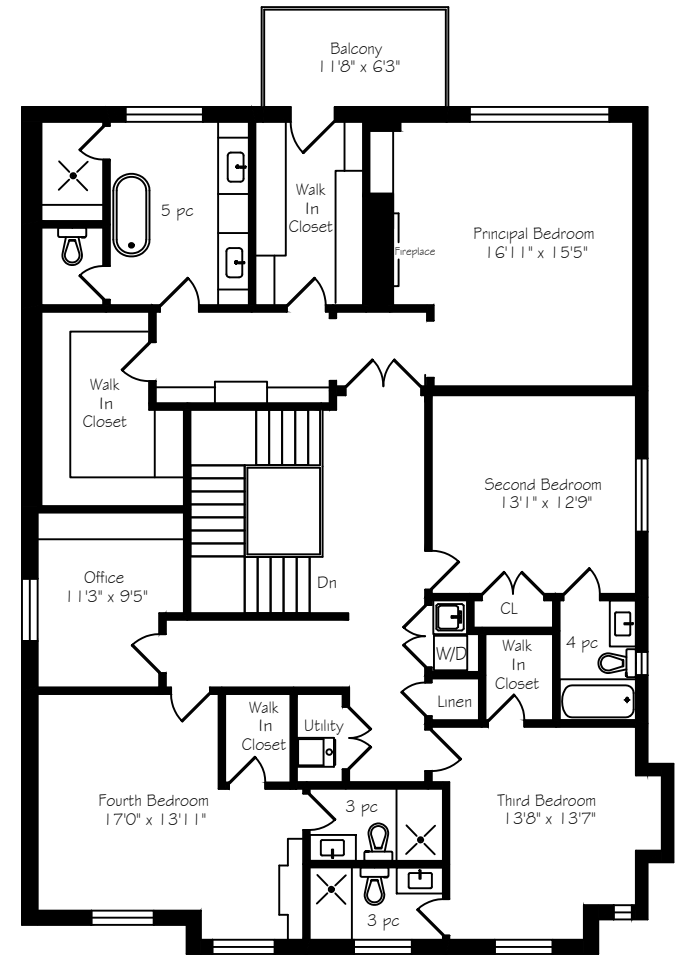 Balcony
11'8" x 6'3"
5 pc
Walk
In
Closet
Principal Bedroom
16'11" x 15'5"
Fireplace
Walk
In
Closet
Second Bedroom
13'1" x 12'9"
Office
11'3" x 9'5"
Dn
CL
4 pc
W/D
Walk
In
Closet
Linen
Walk
In
Closet
Utility
Fourth Bedroom
17'0" x 13'11"
3 pc
Third Bedroom
13'8" x 13'7"
3 pc